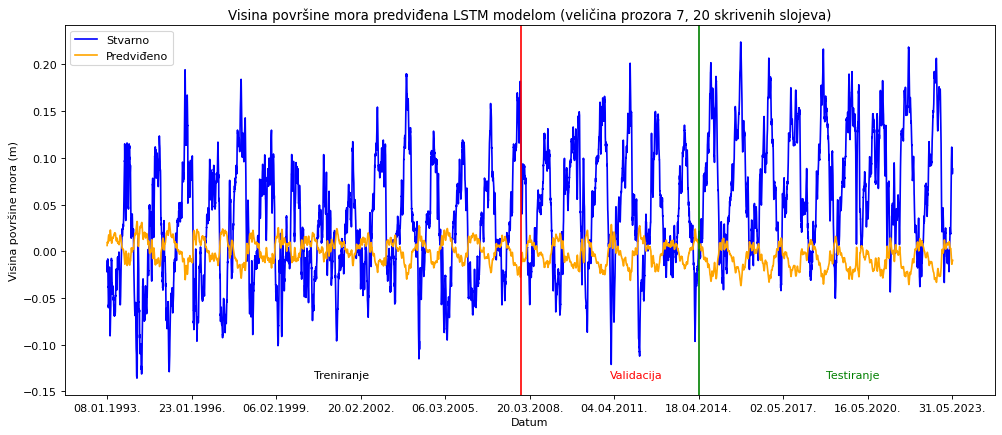 Visina površine mora predviđena LSTM modelom (veličina prozora 7, 20 skrivenih slojeva)
Stvarno
Predviđeno
Visina površine mora (m)
0.20
0.15
0.10
0.05
0.00
−0.05
−0.10
−0.15
Treniranje
Validacija
Testiranje
08.01.1993.
23.01.1996.
06.02.1999.
20.02.2002.
06.03.2005.
20.03.2008.
04.04.2011.
18.04.2014.
02.05.2017.
16.05.2020.
31.05.2023.
Datum